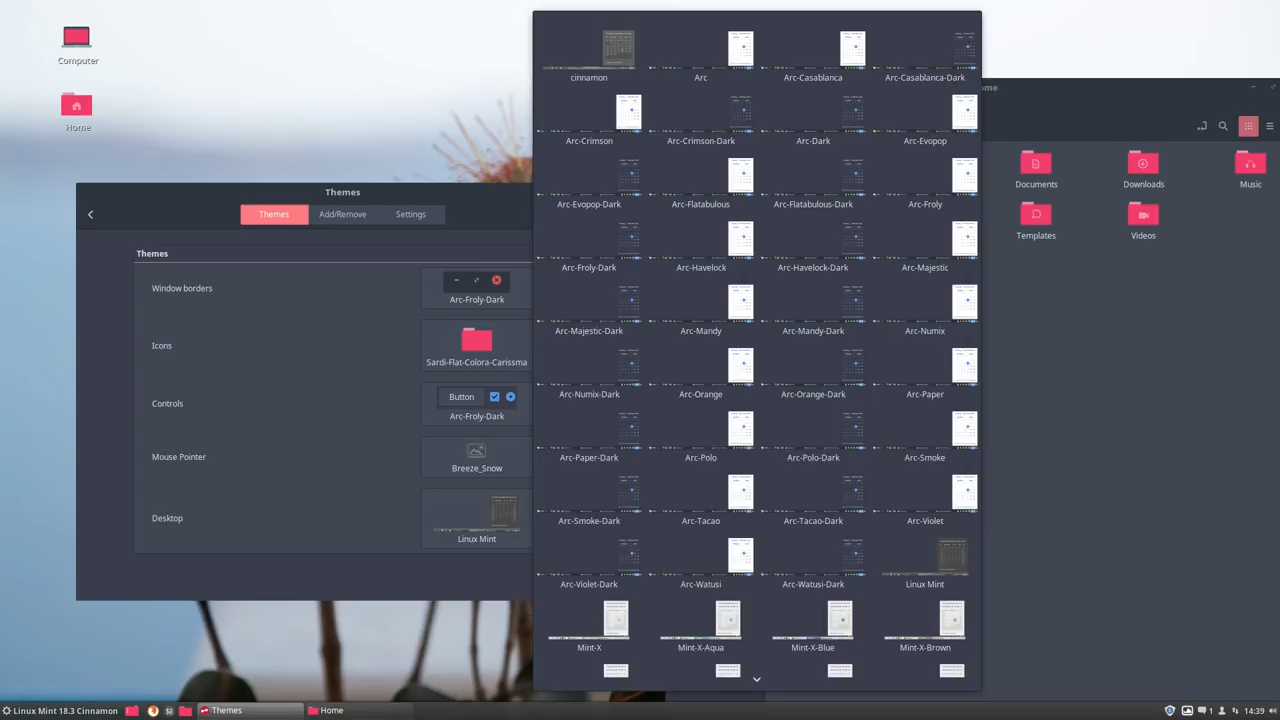 Computer
Home
Themes
Themes Add/Remove Settings
Themes
Window borders
Arc-Froly-Dark
Icons
Sardi-Flat-Colora-Carissma
Controls
Button
Arc-Froly-Dark
Mouse Pointer
Breeze_Snow
Desktop
Linux Mint
cinnamon Arc Arc-Casablanca Arc-Casablanca-Dark
Arc-Crimson Arc-Crimson-Dark Arc-Dark Arc-Evopop
Arc-Evopop-Dark Arc-Flatabulous Arc-Flatabulous-Dark Arc-Froly
Arc-Froly-Dark Arc-Havelock Arc-Havelock-Dark Arc-Majestic
Arc-Majestic-Dark Arc-Mandy Arc-Mandy-Dark Arc-Numix
Arc-Numix-Dark Arc-Orange Arc-Orange-Dark Arc-Paper
Arc-Paper-Dark Arc-Polo Arc-Polo-Dark Arc-Smoke
Arc-Smoke-Dark Arc-Tacao Arc-Tacao-Dark Arc-Violet
Arc-Violet-Dark Arc-Watusi Arc-Watusi-Dark Linux Mint
Mint-X Mint-X-Aqua Mint-X-Blue Mint-X-Brown
ome
Documents Downloads Music
Templates Videos
Linux Mint 18.3 Cinnamon Themes Home 1 14:39